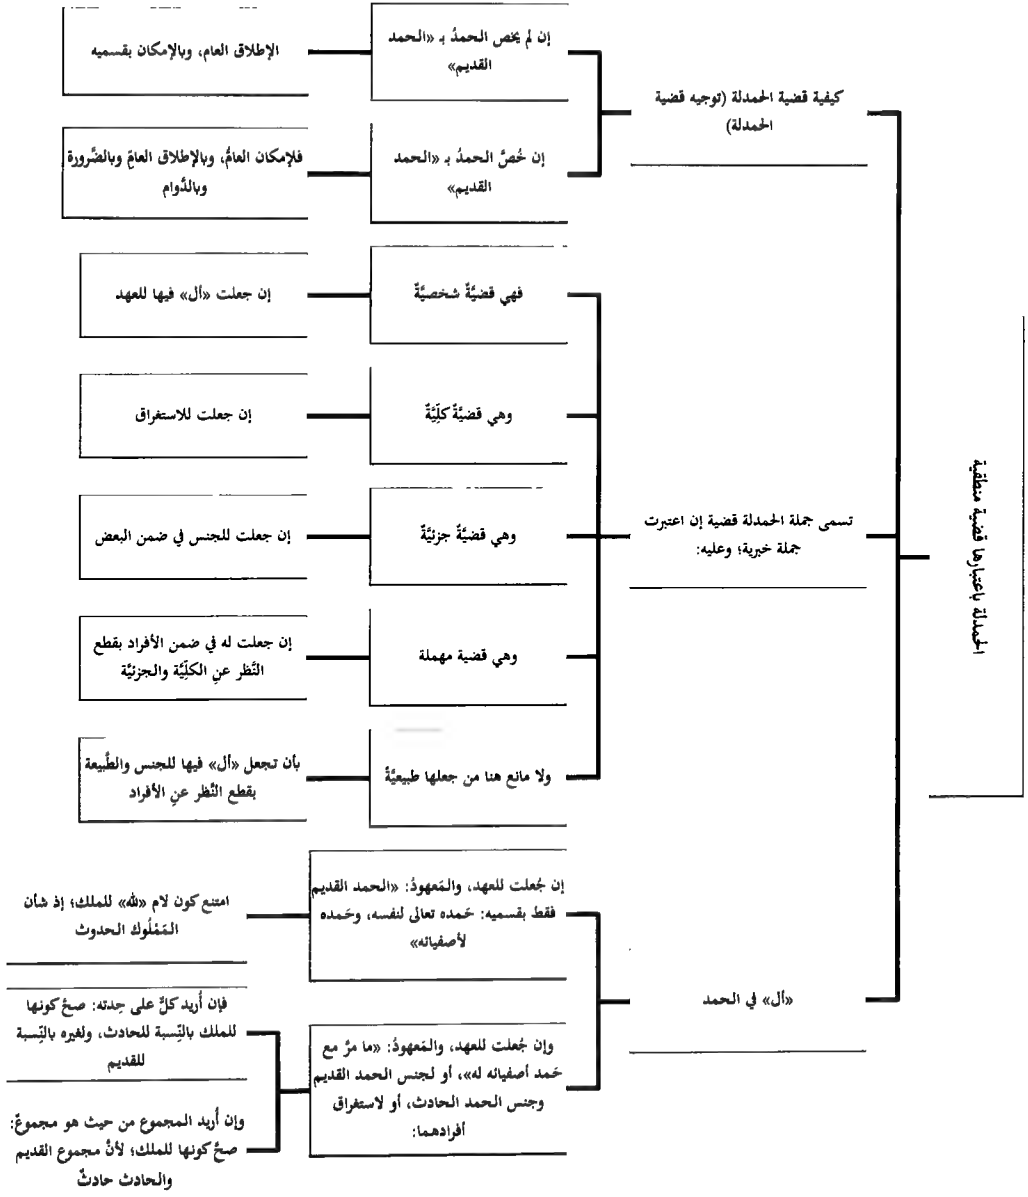 الحمدلة باعتبارها قضية منطقية
كيفية قضية الحمدلة (توجيه قضية
الحمدلة)
إن لم يخص الحمدُ بـ «الحمد
القديم»
الإطلاق العام، وبالإمكان بقسميه
إن خُصَّ الحمدُ بـ «الحمد
القديم»
فلإمكان العامُّ، وبالإطلاق العامِّ وبالضَّرورة
وبالدَّوام
تسمى جملة الحمدلة قضية إن اعتبرت
جملة خبرية؛ وعليه:
فهي قضيَّةٌ شخصيَّةٌ
إن جعلت «أل» فيها للعهد
وهي قضيَّةٌ كلِّيَّةٌ
إن جعلت للاستغراق
وهي قضيَّةٌ جزئيَّةٌ
إن جعلت للجنس في ضمن البعض
وهي قضية مهملة
إن جعلت له في ضمن الأفراد بقطع
النَّظر عنِ الكلِّيَّة والجزئيَّة
ولا مانع هنا من جعلها طبيعيَّةً
بأن تجعل «أل» فيها للجنس والطَّبيعة
بقطع النَّظر عنِ الأفراد
«أل» في الحمد
إن جُعلت للعهد، والمَعهودُ: «الحمد القديم
فقط بقسميه: حَمده تعالى لنفسه، وحَمده
لأصفيائه»
امتنع كون لام «لله» للملك؛ إذ شأن
المَمْلُوك الحدوث
وإن جُعلت للعهد، والمَعهودُ: «ما مرَّ مع
حَمد أصفيائه له»، أو لجنس الحمد القديم
وجنس الحمد الحادث، أو لاستغراق
أفرادهما:
فإن أُريد كلٌّ على حِدته: صحَّ كونها
للملك بالنِّسبة للحادث، ولغيره بالنِّسبة
للقديم
وإن أُريد المجموع من حيث هو مجموعٌ:
صحَّ كونها للملك؛ لأنَّ مجموع القديم
والحادث حادثٌ